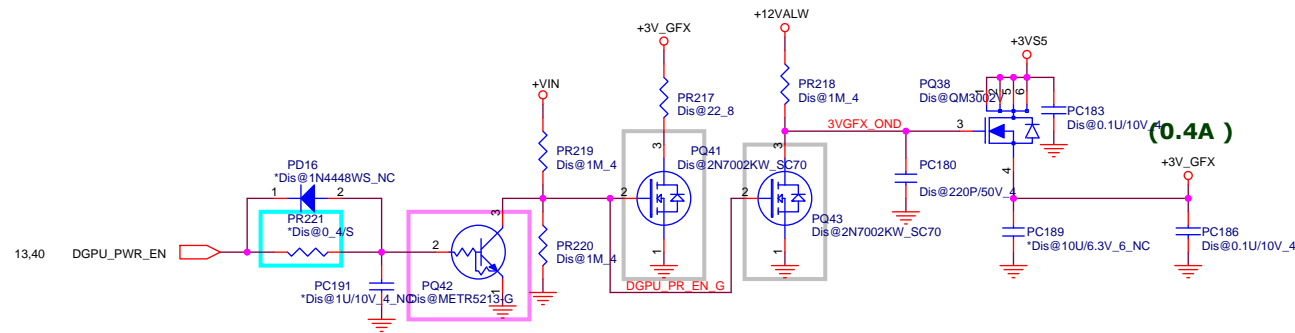 +3V_GFX
+12VALW
+3VS5
+VIN
3
PR217
Dis@22_8
3
PR218
Dis@1M_4
PQ38
Dis@QM3002V
1
2
5
6
PC183
Dis@0.1U/10V_4
(0.4A )
3VGFX_OND
3
4
+3V_GFX
PR219
Dis@1M_4
PQ41
Dis@2N7002KW_SC70
PC180
Dis@220P/50V_4
PD16
*Dis@1N4448WS_NC
1
2
3
2
2
PQ43
Dis@2N7002KW_SC70
PR221
*Dis@0_4/S
PC189
*Dis@10U/6.3V_6_NC
PC186
Dis@0.1U/10V_4
13,40
DGPU_PWR_EN
2
PR220
Dis@1M_4
1
1
PC191
*Dis@1U/10V_4_NC
PQ42
Dis@METR5213-G
1
DGPU_PR_EN_G